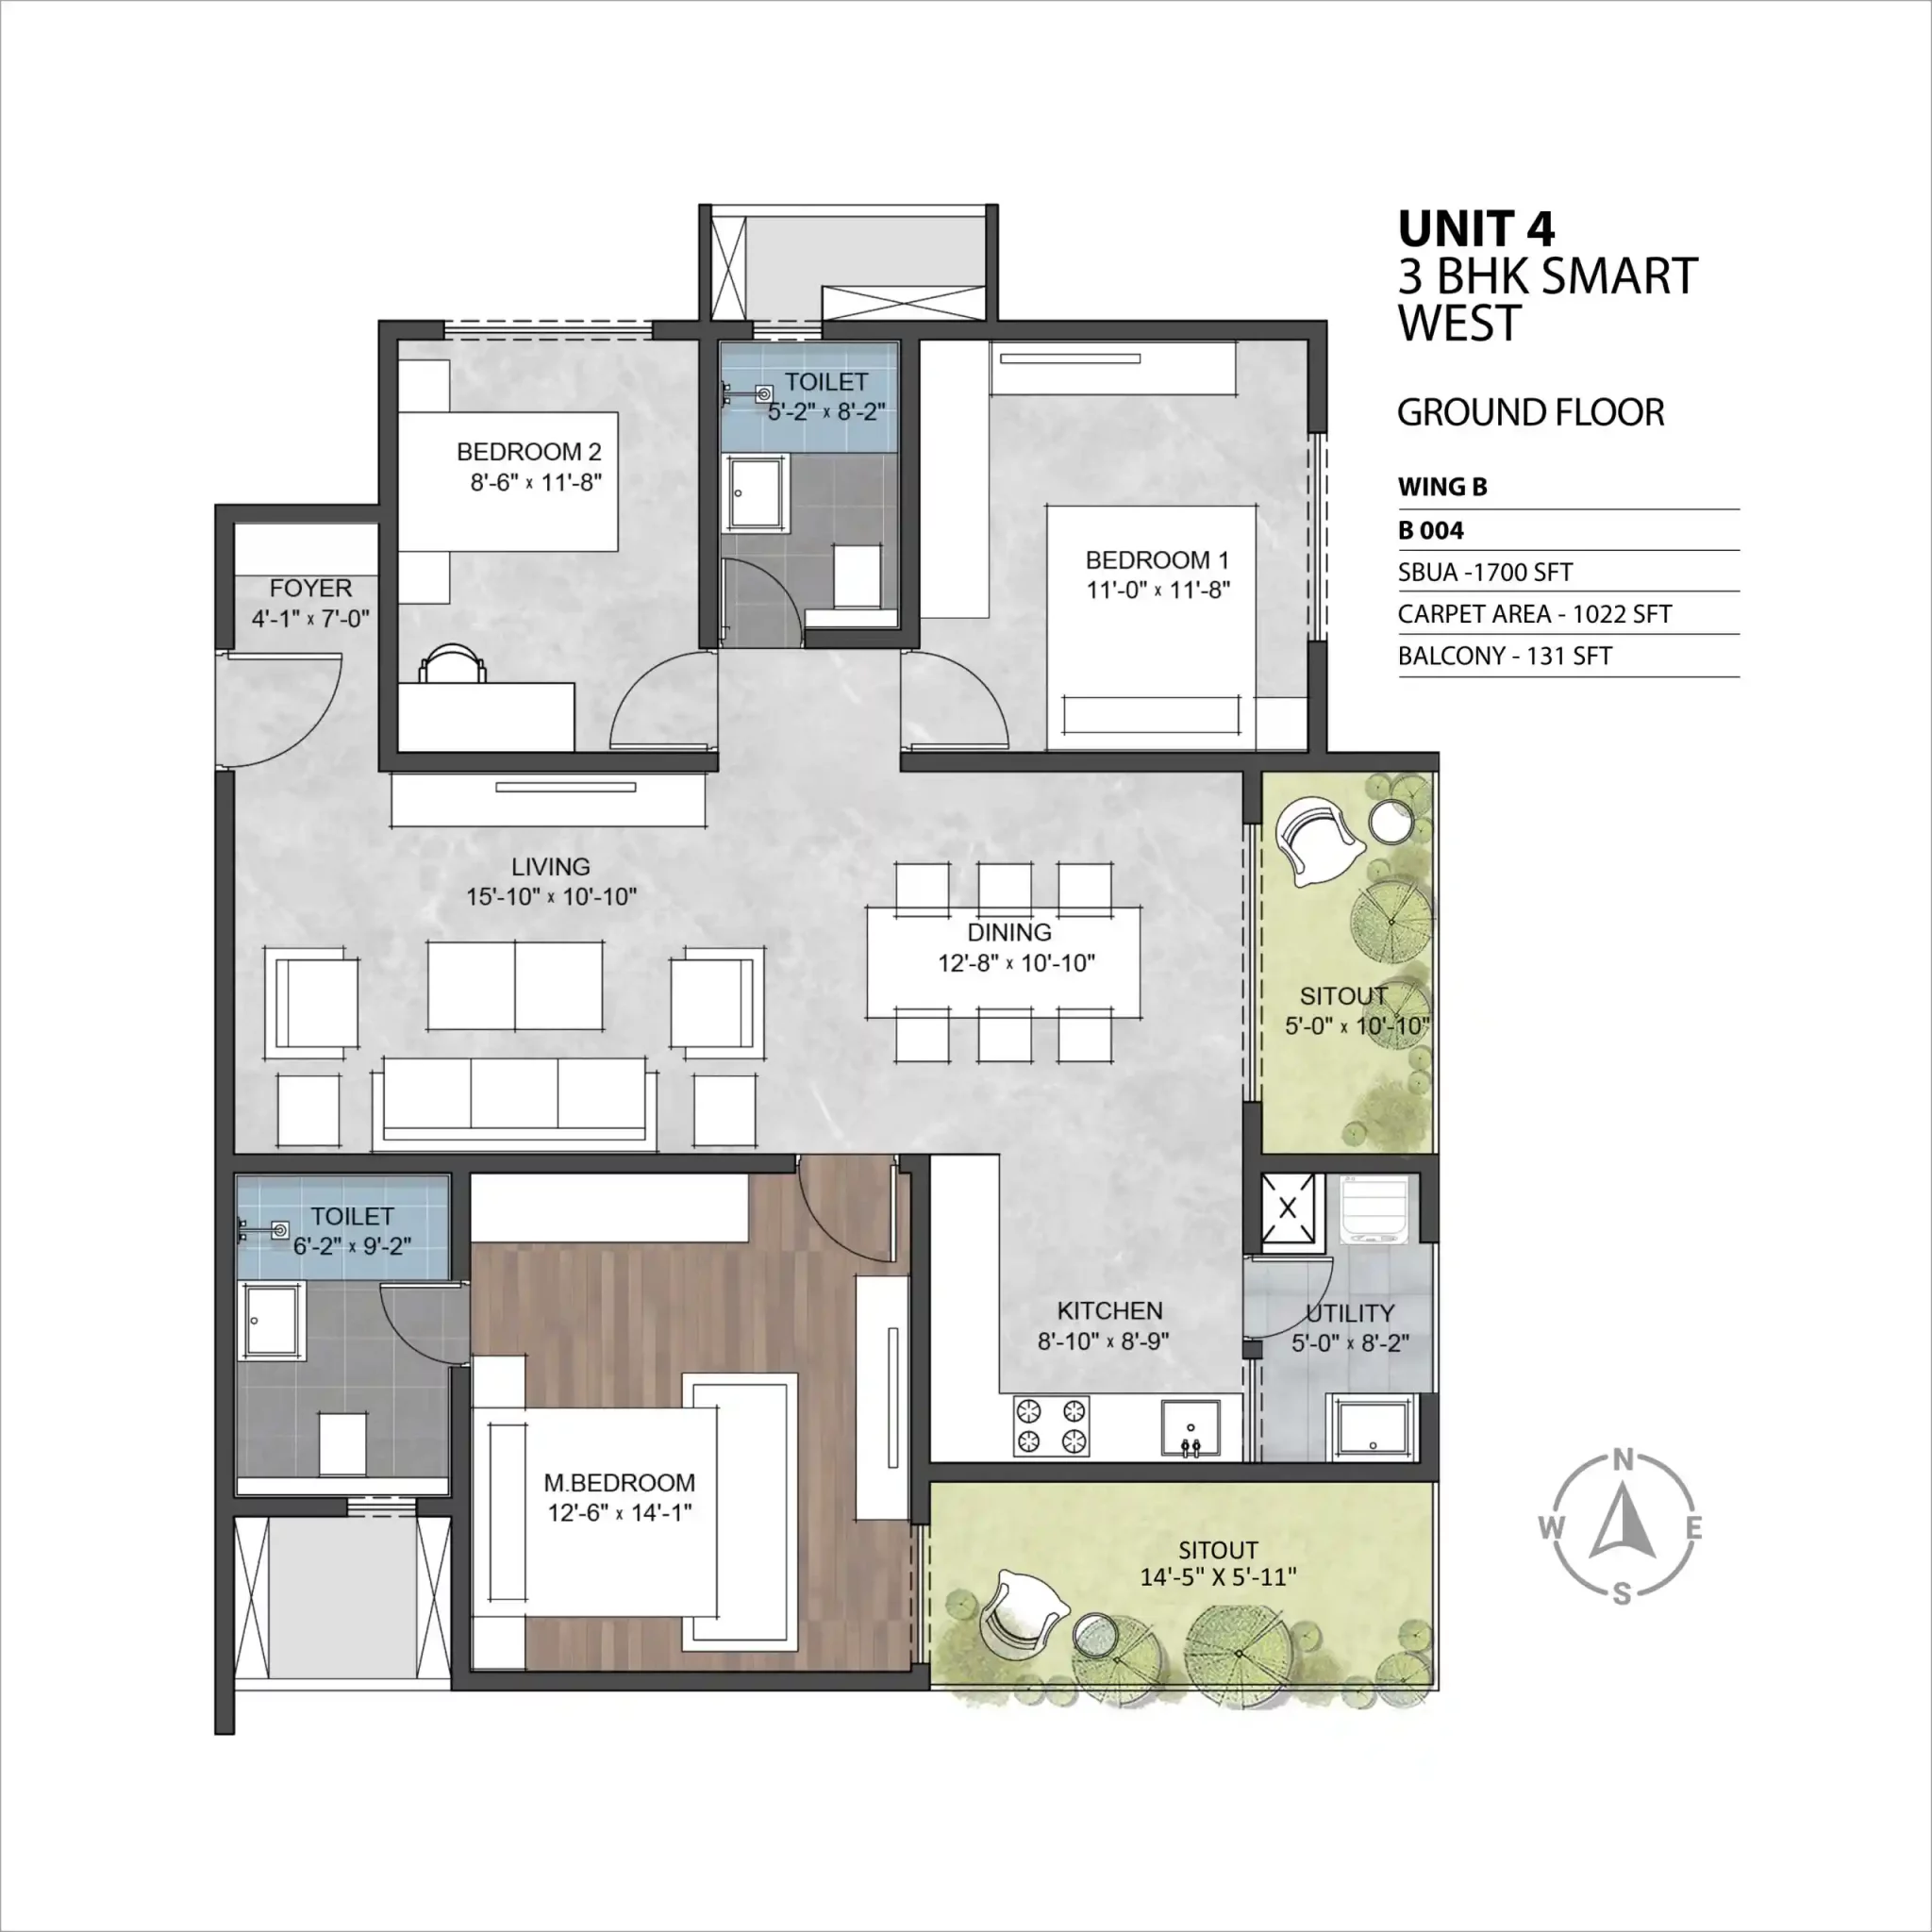 UNIT 4
3 BHK SMART
WEST
GROUND FLOOR
WING B
B 004
SBUA -1700 SFT
CARPET AREA - 1022 SFT
BALCONY - 131 SFT
TOILET
5'-2" x 8'-2"
BEDROOM 2
8'-6" x 11'-8"
BEDROOM 1
11'-0" x 11'-8"
FOYER
4'-1" x 7'-0"
LIVING
15'-10" x 10'-10"
DINING
12'-8" x 10'-10"
SITOUT
5'-0" x 10'-10"
TOILET
6'-2" x 9'-2"
X
KITCHEN
8'-10" x 8'-9"
UTILITY
5'-0" x 8'-2"
M.BEDROOM
12'-6" x 14'-1"
SITOUT
14'-5" X 5'-11"
N
W E
S